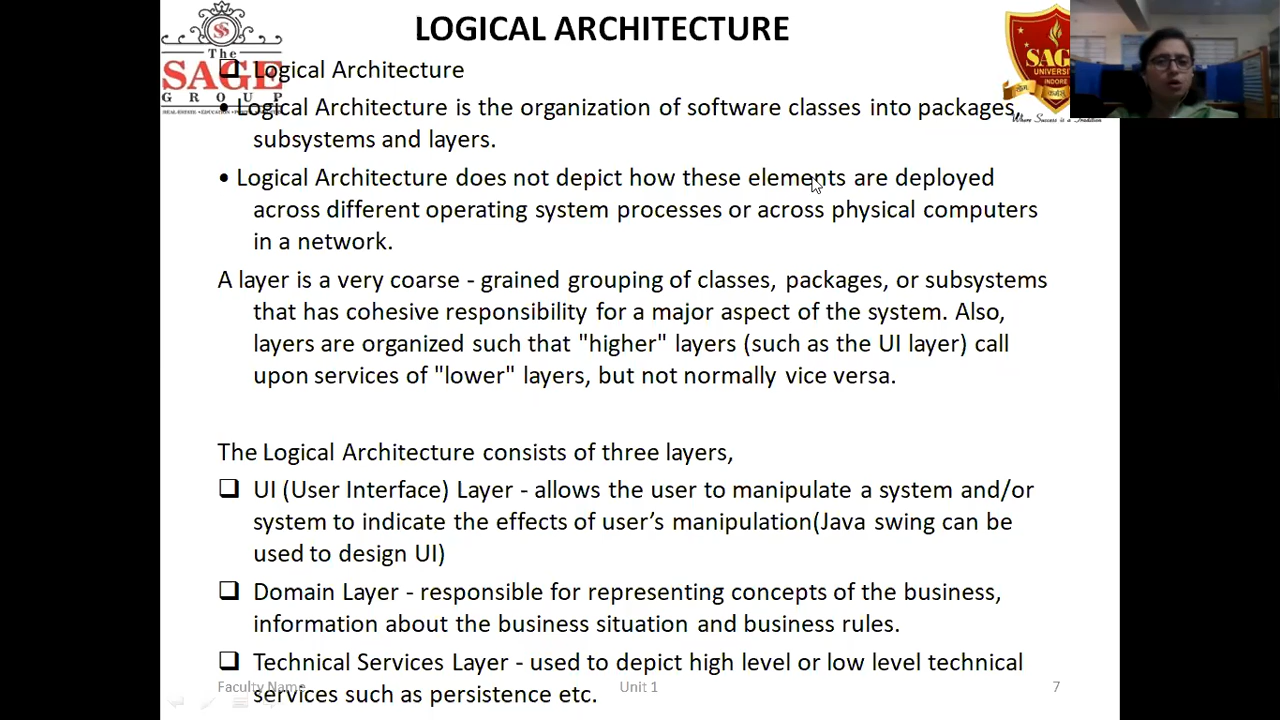 LOGICAL ARCHITECTURE
The
SAGE
GROUP
SAGE
UNIVERSITY
INDORE
Where Success is a Tradition
❑ Logical Architecture
• Logical Architecture is the organization of software classes into packages,
subsystems and layers.
• Logical Architecture does not depict how these elements are deployed
across different operating system processes or across physical computers
in a network.
A layer is a very coarse - grained grouping of classes, packages, or subsystems
that has cohesive responsibility for a major aspect of the system. Also,
layers are organized such that "higher" layers (such as the UI layer) call
upon services of "lower" layers, but not normally vice versa.
The Logical Architecture consists of three layers,
❑ UI (User Interface) Layer - allows the user to manipulate a system and/or
system to indicate the effects of user’s manipulation(Java swing can be
used to design UI)
❑ Domain Layer - responsible for representing concepts of the business,
information about the business situation and business rules.
❑ Technical Services Layer - used to depict high level or low level technical
services such as persistence etc.
Faculty Name
Unit 1
7